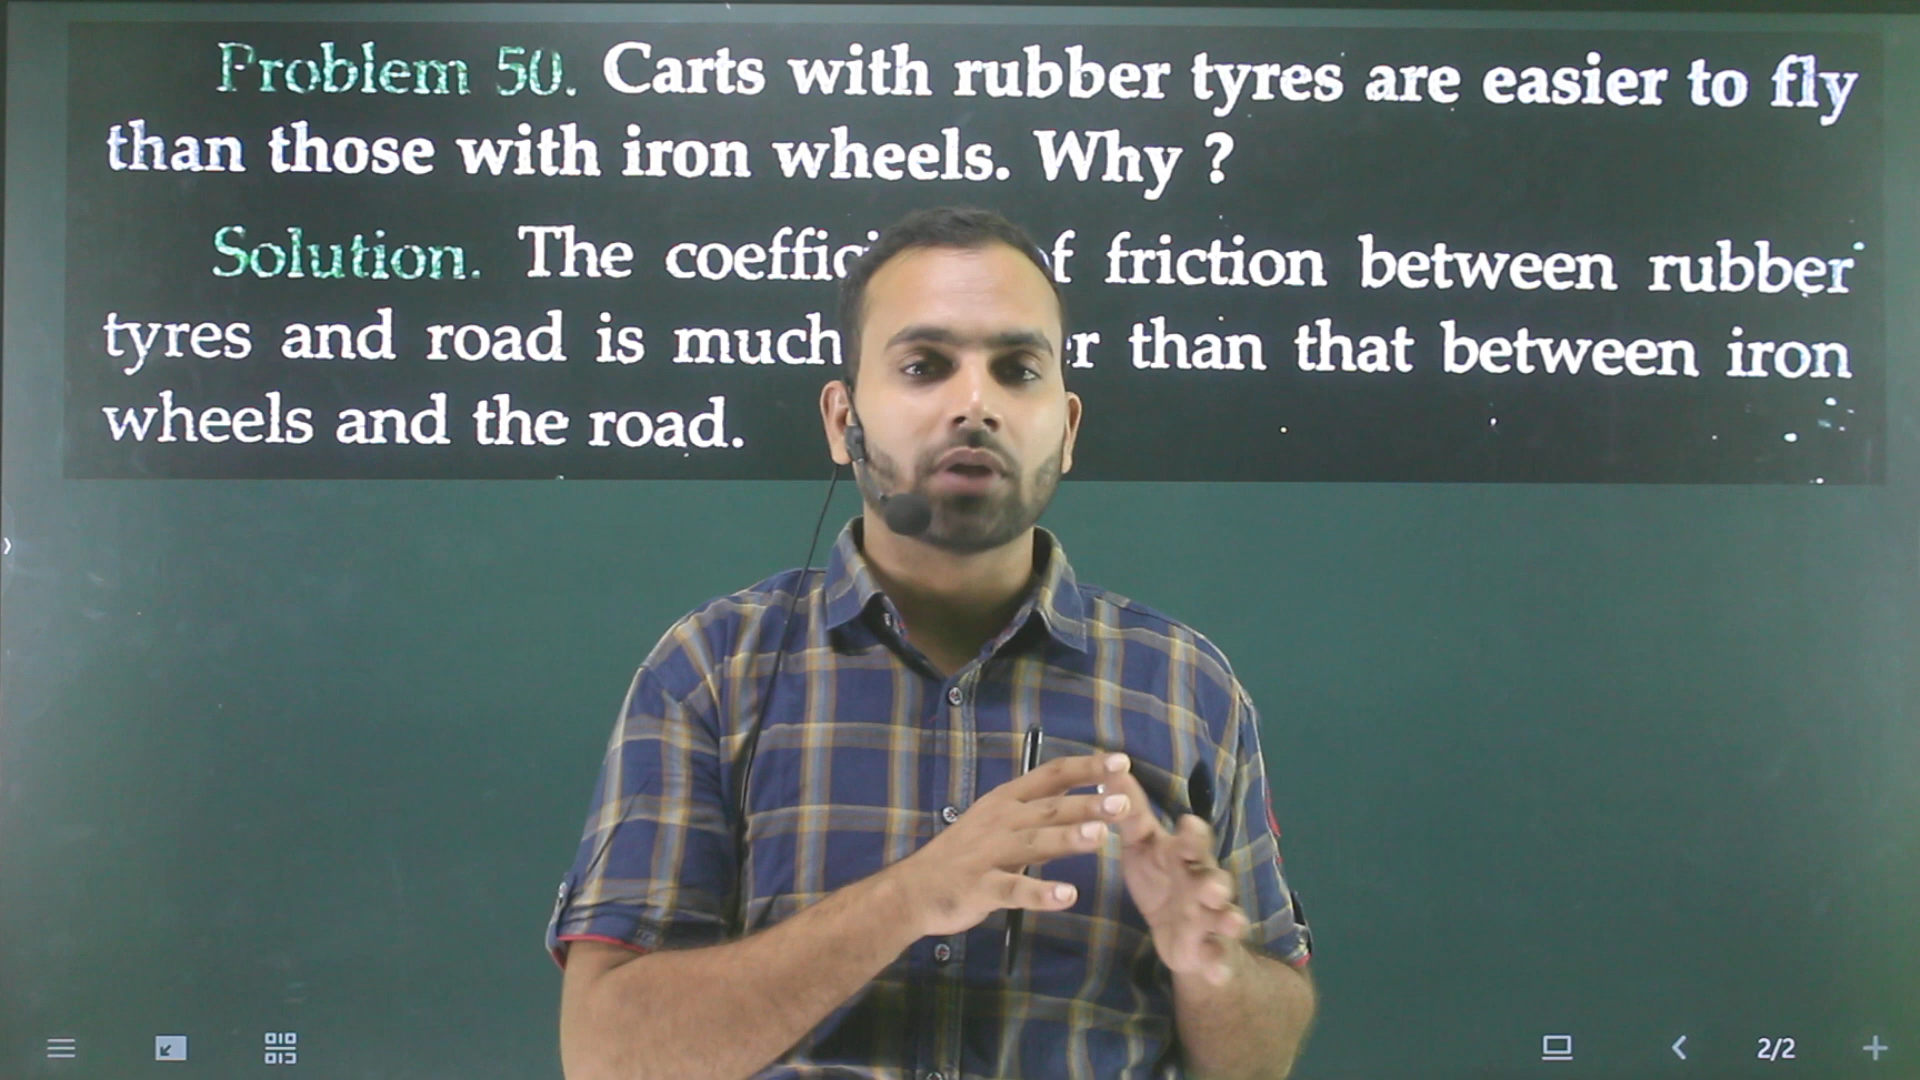 Problem 50. Carts with rubber tyres are easier to fly
than those with iron wheels. Why ?
Solution. The friction between rubber
tyres and road is much than that between iron
wheels and the road.
2/2